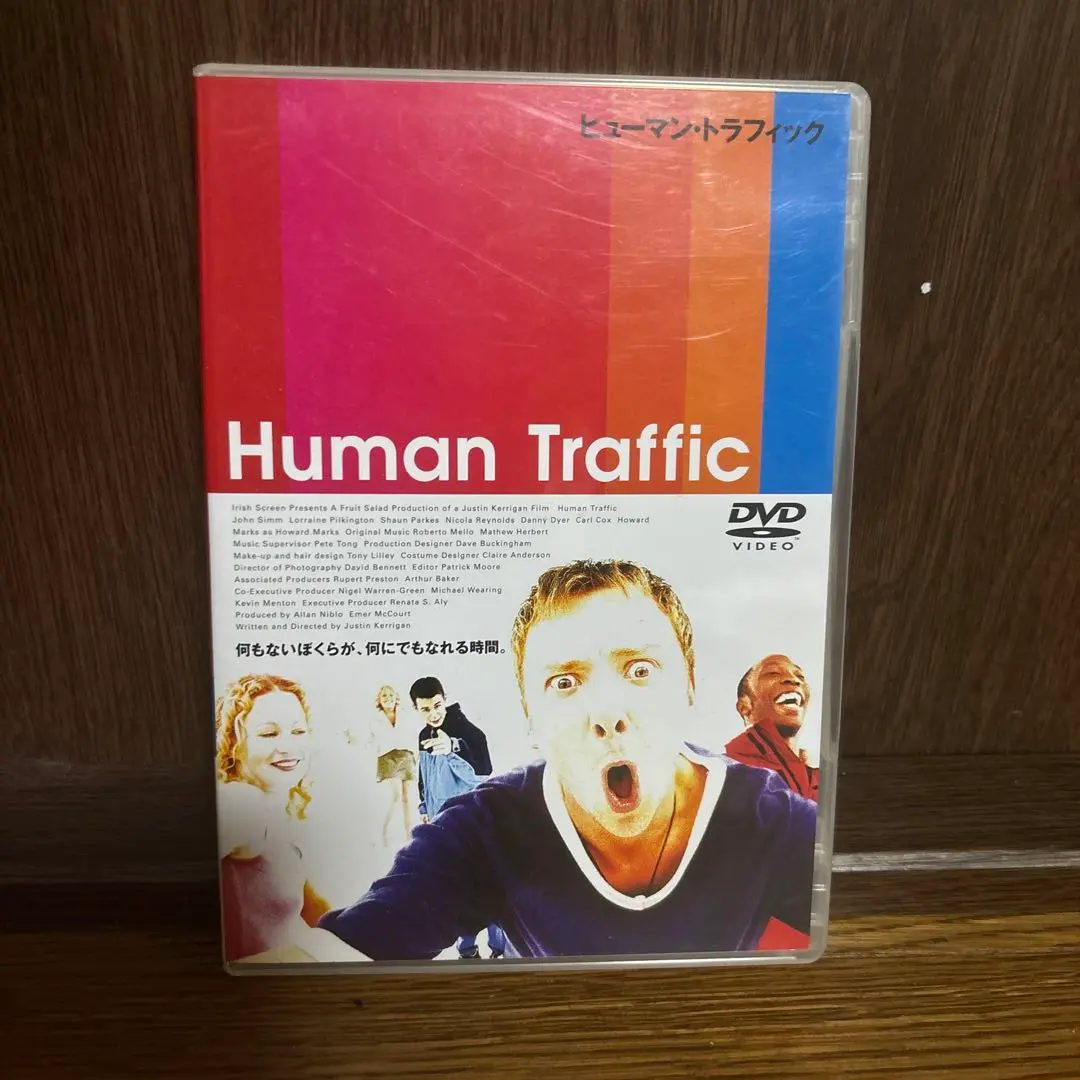 ヒューマン・トラフィック
Human Traffic
Irish Screen Presents A Fruit Salad Production of a Justin Kerrigan Film Human Traffic
John Simm Lorraine Pilkington Shaun Parkes Nicola Reynolds Danny Dyer Carl Cox Howard
Marks as Howard Marks Original Music Roberto Mello Mathew Herbert
Music Supervisor Pete Tong Production Designer Dave Buckingham
Make-up and hair design Tony Lilley Costume Designer Claire Anderson
Director of Photography David Bennett Editor Patrick Moore
Associated Producers Rupert Preston Arthur Baker
Co-Executive Producer Nigel Warren-Green Michael Wearing
Kevin Menton Executive Producer Renata S. Aly
Produced by Allan Niblo Emer McCourt
Written and Directed by Justin Kerrigan
DVD
VIDEO
TM
何もないぼくらが、何にでもなれる時間。